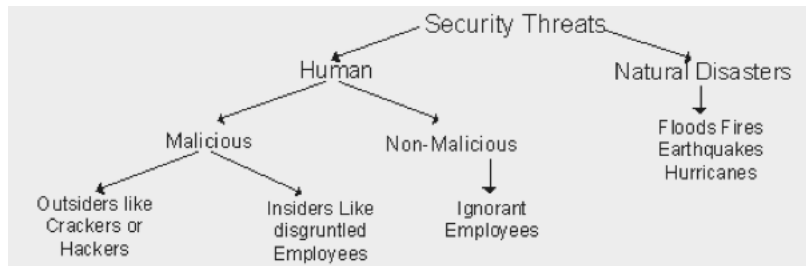 Security Threats
Human
Natural Disasters
Malicious
Non-Malicious
Floods Fires
Earthquakes
Hurricanes
Outsiders like
Crackers or
Hackers
Insiders Like
disgruntled
Employees
Ignorant
Employees